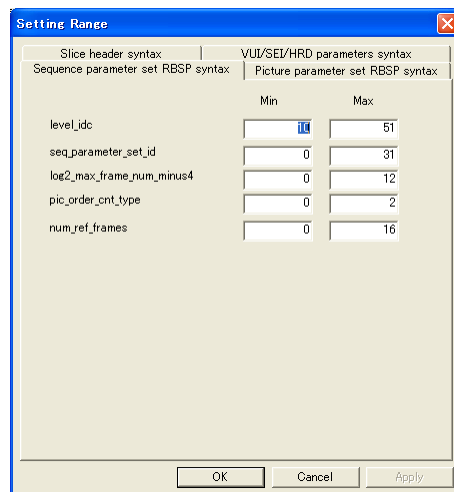 Setting Range
Slice header syntax VUI/SEI/HRD parameters syntax
Sequence parameter set RBSP syntax Picture parameter set RBSP syntax
Min Max
level_idc 10 51
seq_parameter_set_id 0 31
log2_max_frame_num_minus4 0 12
pic_order_cnt_type 0 2
num_ref_frames 0 16
OK Cancel Apply